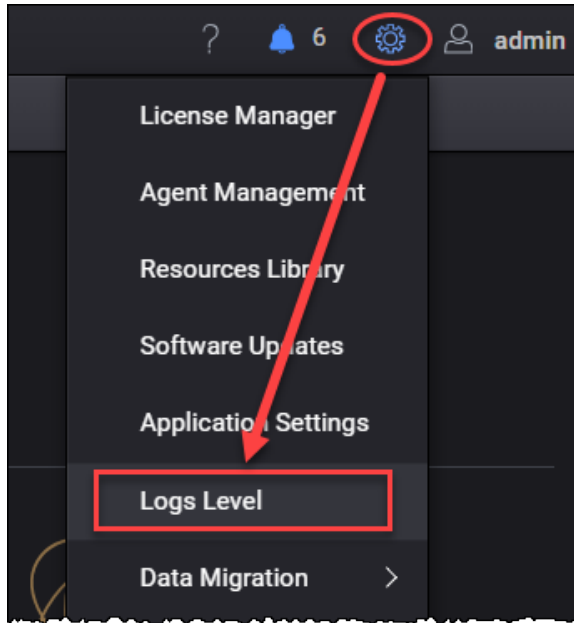 ? 6 admin
License Manager
Agent Management
Resources Library
Software Updates
Application Settings
Logs Level
Data Migration >